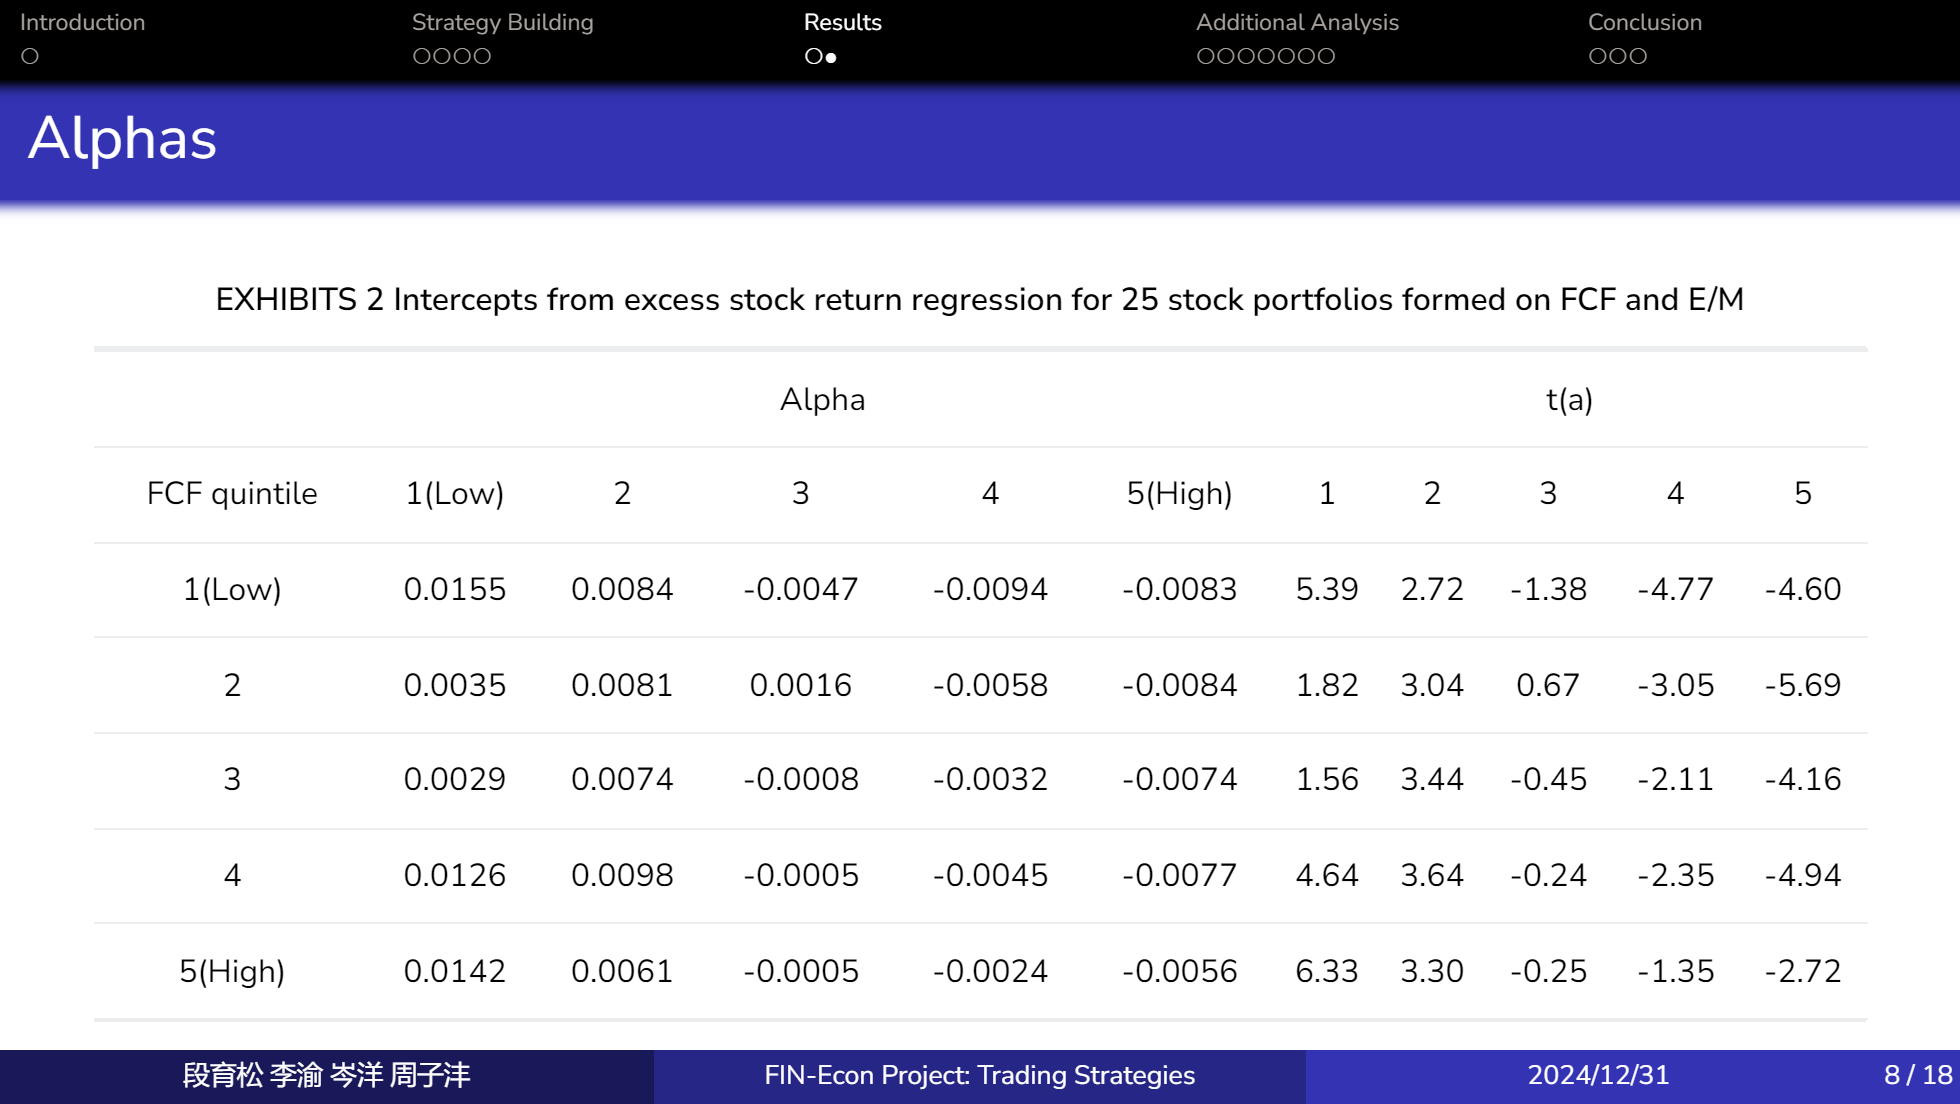 Introduction Strategy Building Results Additional Analysis Conclusion
Alphas
EXHIBITS 2 Intercepts from excess stock return regression for 25 stock portfolios formed on FCF and E/M
Alpha t(a)
FCF quintile 1(Low) 2 3 4 5(High) 1 2 3 4 5
1(Low) 0.0155 0.0084 -0.0047 -0.0094 -0.0083 5.39 2.72 -1.38 -4.77 -4.60
2 0.0035 0.0081 0.0016 -0.0058 -0.0084 1.82 3.04 0.67 -3.05 -5.69
3 0.0029 0.0074 -0.0008 -0.0032 -0.0074 1.56 3.44 -0.45 -2.11 -4.16
4 0.0126 0.0098 -0.0005 -0.0045 -0.0077 4.64 3.64 -0.24 -2.35 -4.94
5(High) 0.0142 0.0061 -0.0005 -0.0024 -0.0056 6.33 3.30 -0.25 -1.35 -2.72
段育松 李渝 岑洋 周子沣 FIN-Econ Project: Trading Strategies 2024/12/31 8 / 18